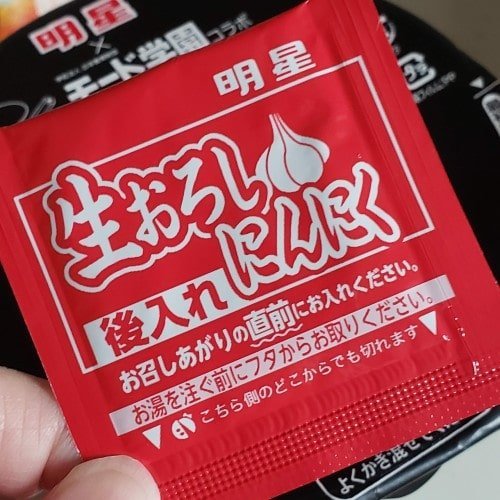 明星
×
モード学園コラボ
明星
生おろし
にんにく
後入れ
お召しあがりの直前にお入れください。
お湯を注ぐ前にフタからお取りください。
こちら側のどこからでも切れます
よくかき混ぜて